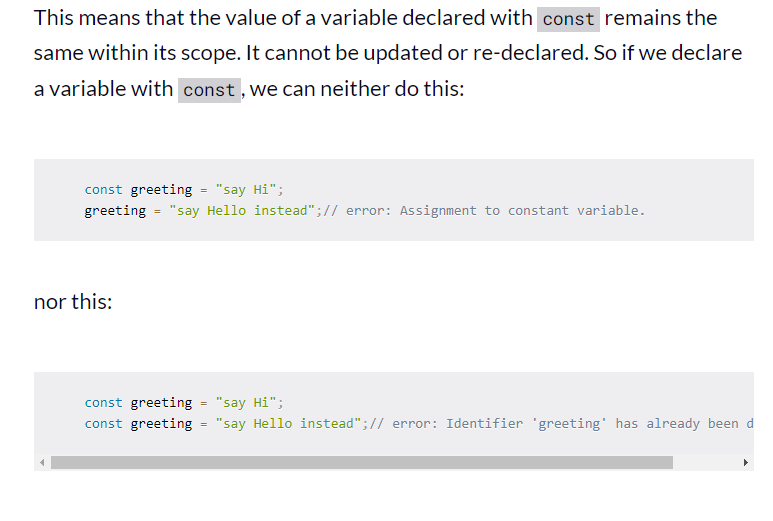 This means that the value of a variable declared with const remains the
same within its scope. It cannot be updated or re-declared. So if we declare
a variable with const, we can neither do this:
const greeting = "say Hi";
greeting = "say Hello instead";// error: Assignment to constant variable.
nor this:
const greeting = "say Hi";
const greeting = "say Hello instead";// error: Identifier 'greeting' has already been d